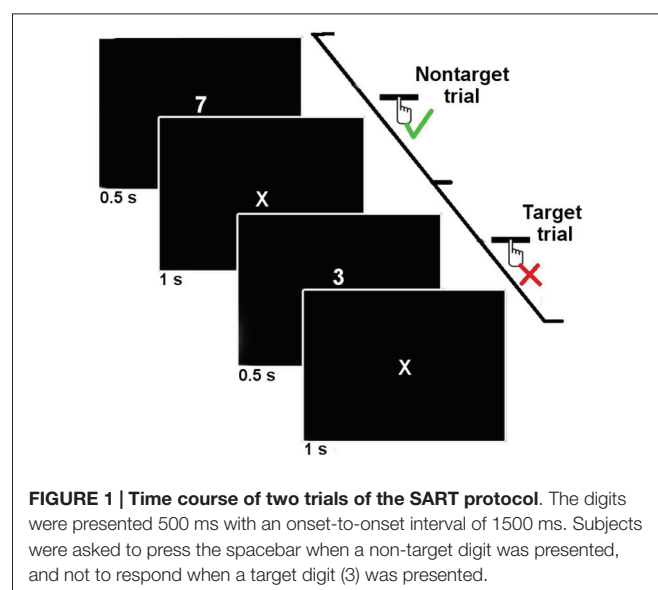 7
0.5 s
X
1 s
3
0.5 s
X
1 s
Nontarget
trial
Target
trial
FIGURE 1 | Time course of two trials of the SART protocol. The digits
were presented 500 ms with an onset-to-onset interval of 1500 ms. Subjects
were asked to press the spacebar when a non-target digit was presented,
and not to respond when a target digit (3) was presented.